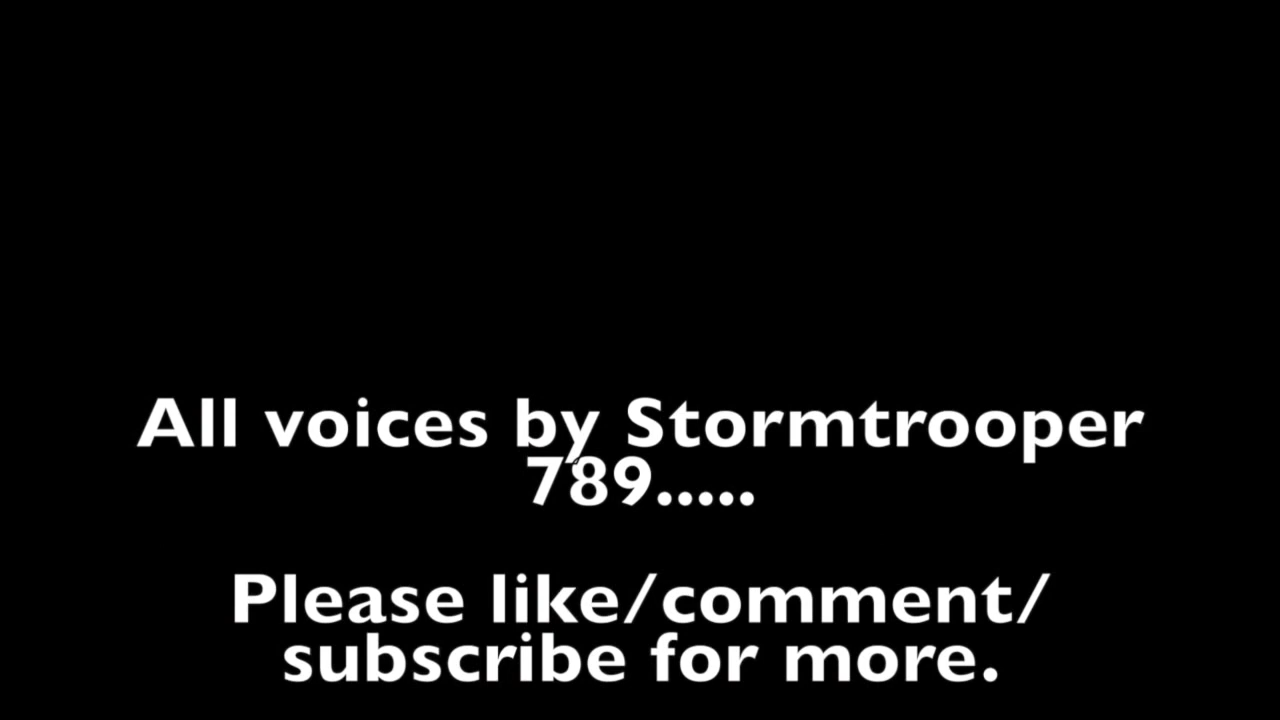 All voices by Stormtrooper
789.....
Please like/comment/
subscribe for more.